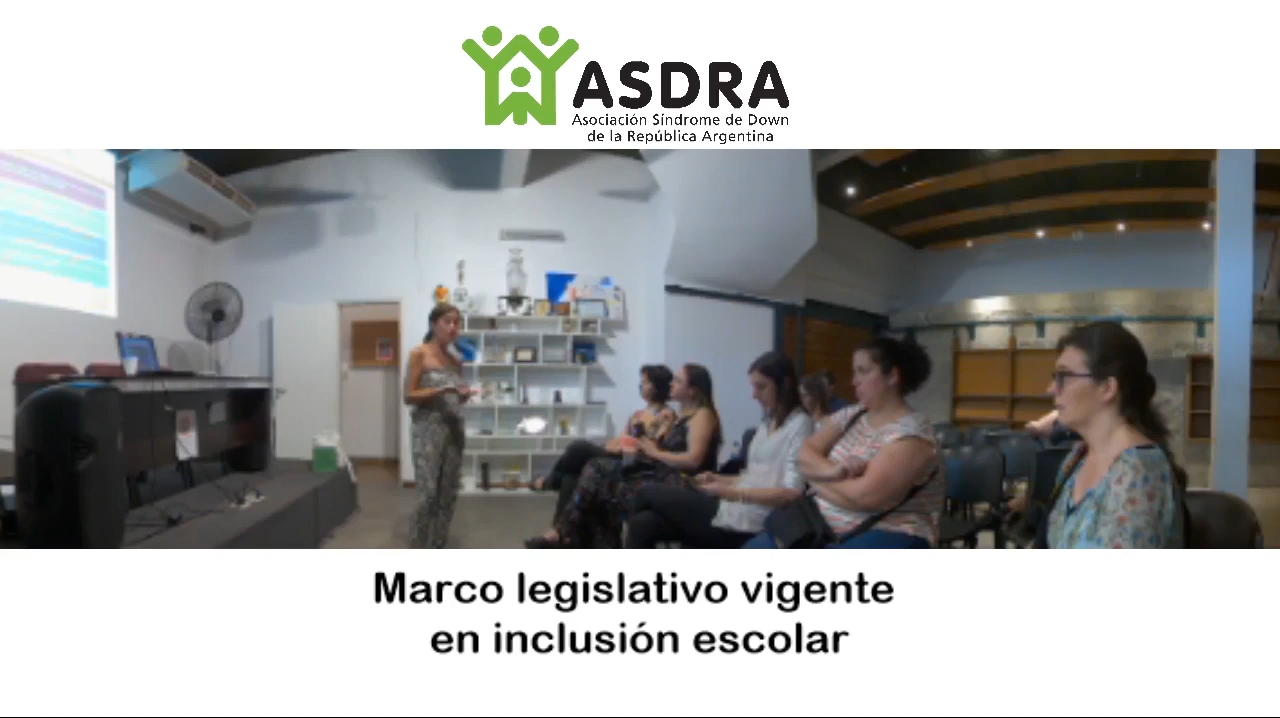 ASDRA
Asociación Síndrome de Down
de la República Argentina
Marco legislativo vigente
en inclusión escolar